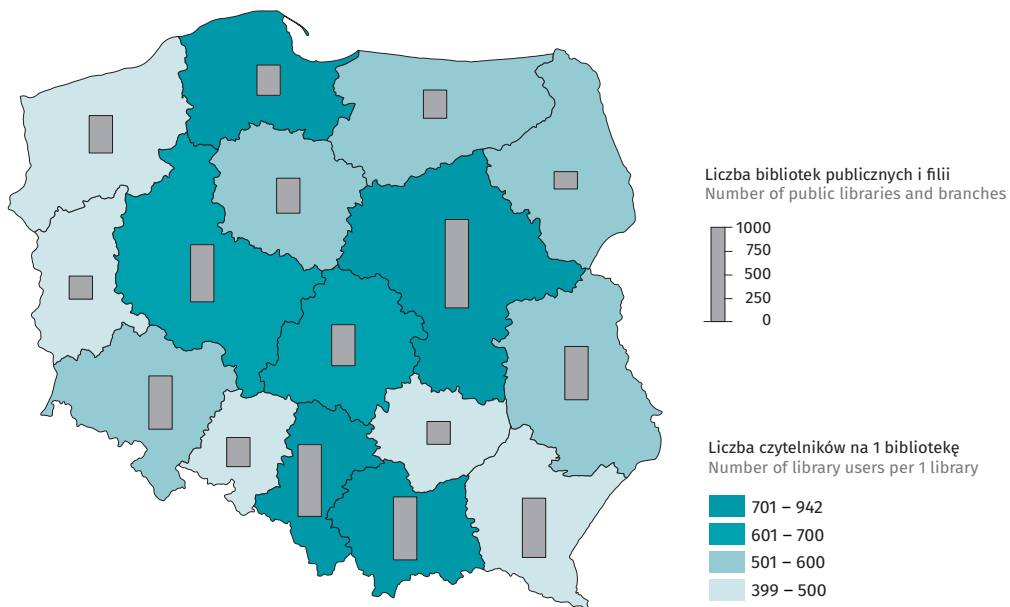 Liczba bibliotek publicznych i filii
Number of public libraries and branches
1000
750
500
250
0
Liczba czytelników na 1 bibliotekę
Number of library users per 1 library
701 – 942
601 – 700
501 – 600
399 – 500